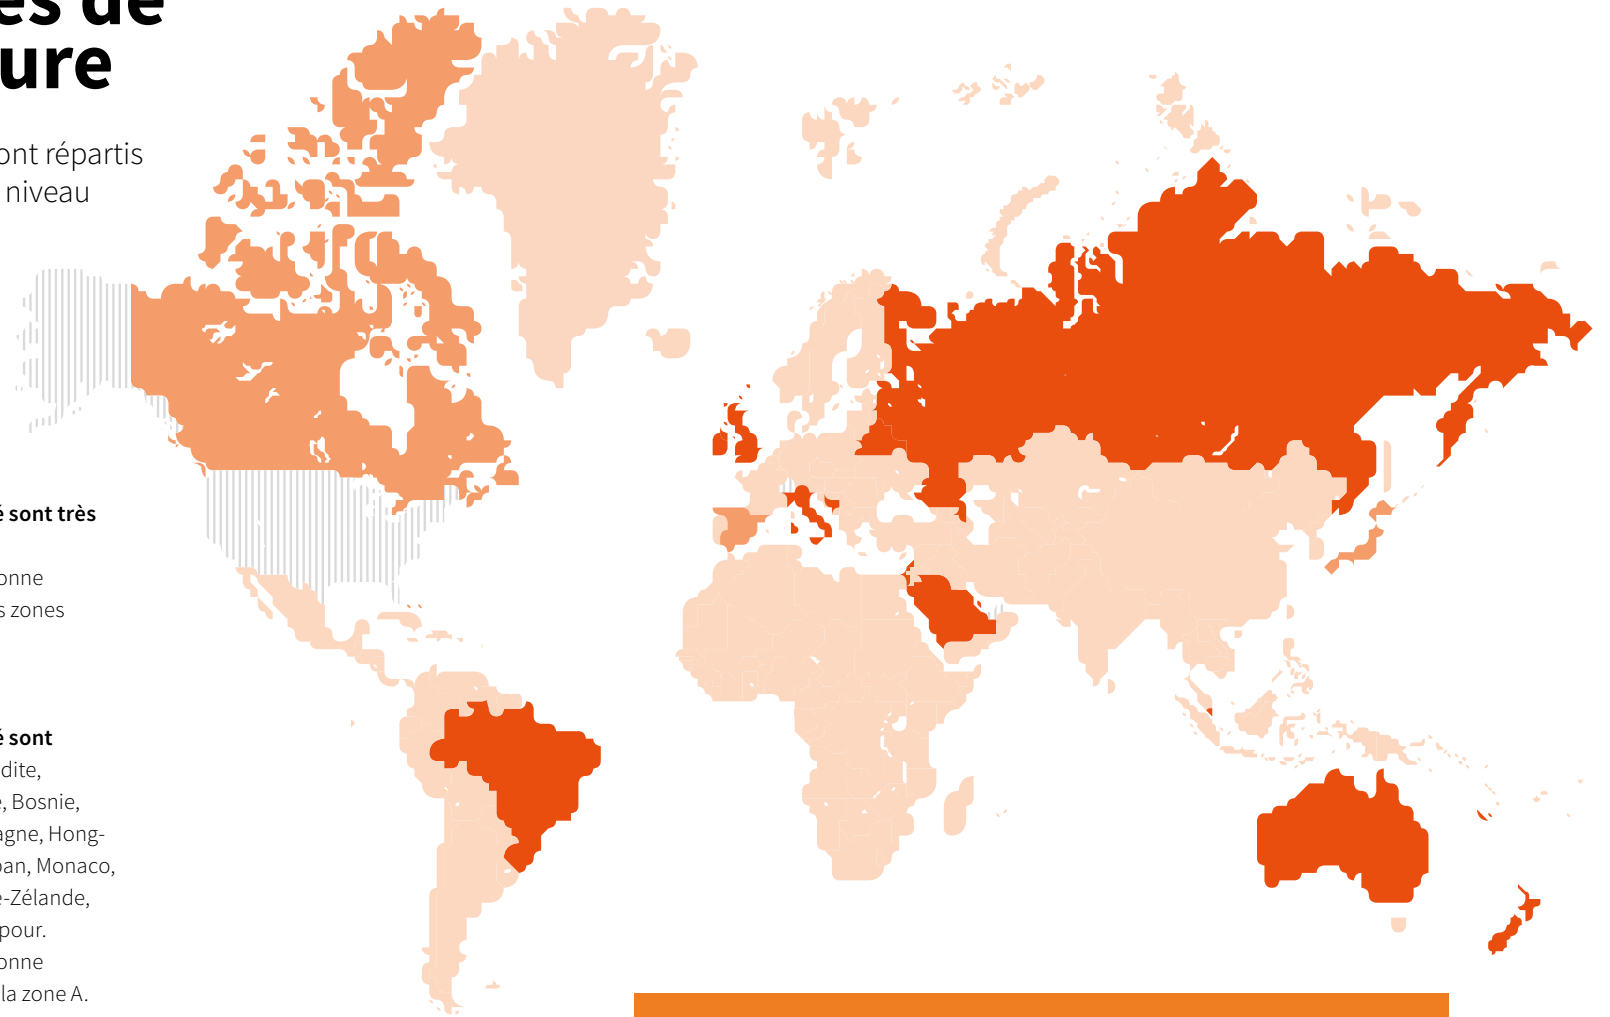 es de
ure
ont répartis
niveau
é sont très
onne
s zones
é sont
dite,
e, Bosnie,
agne, Hong-
pan, Monaco,
e-Zélande,
pour.
onne
la zone A.